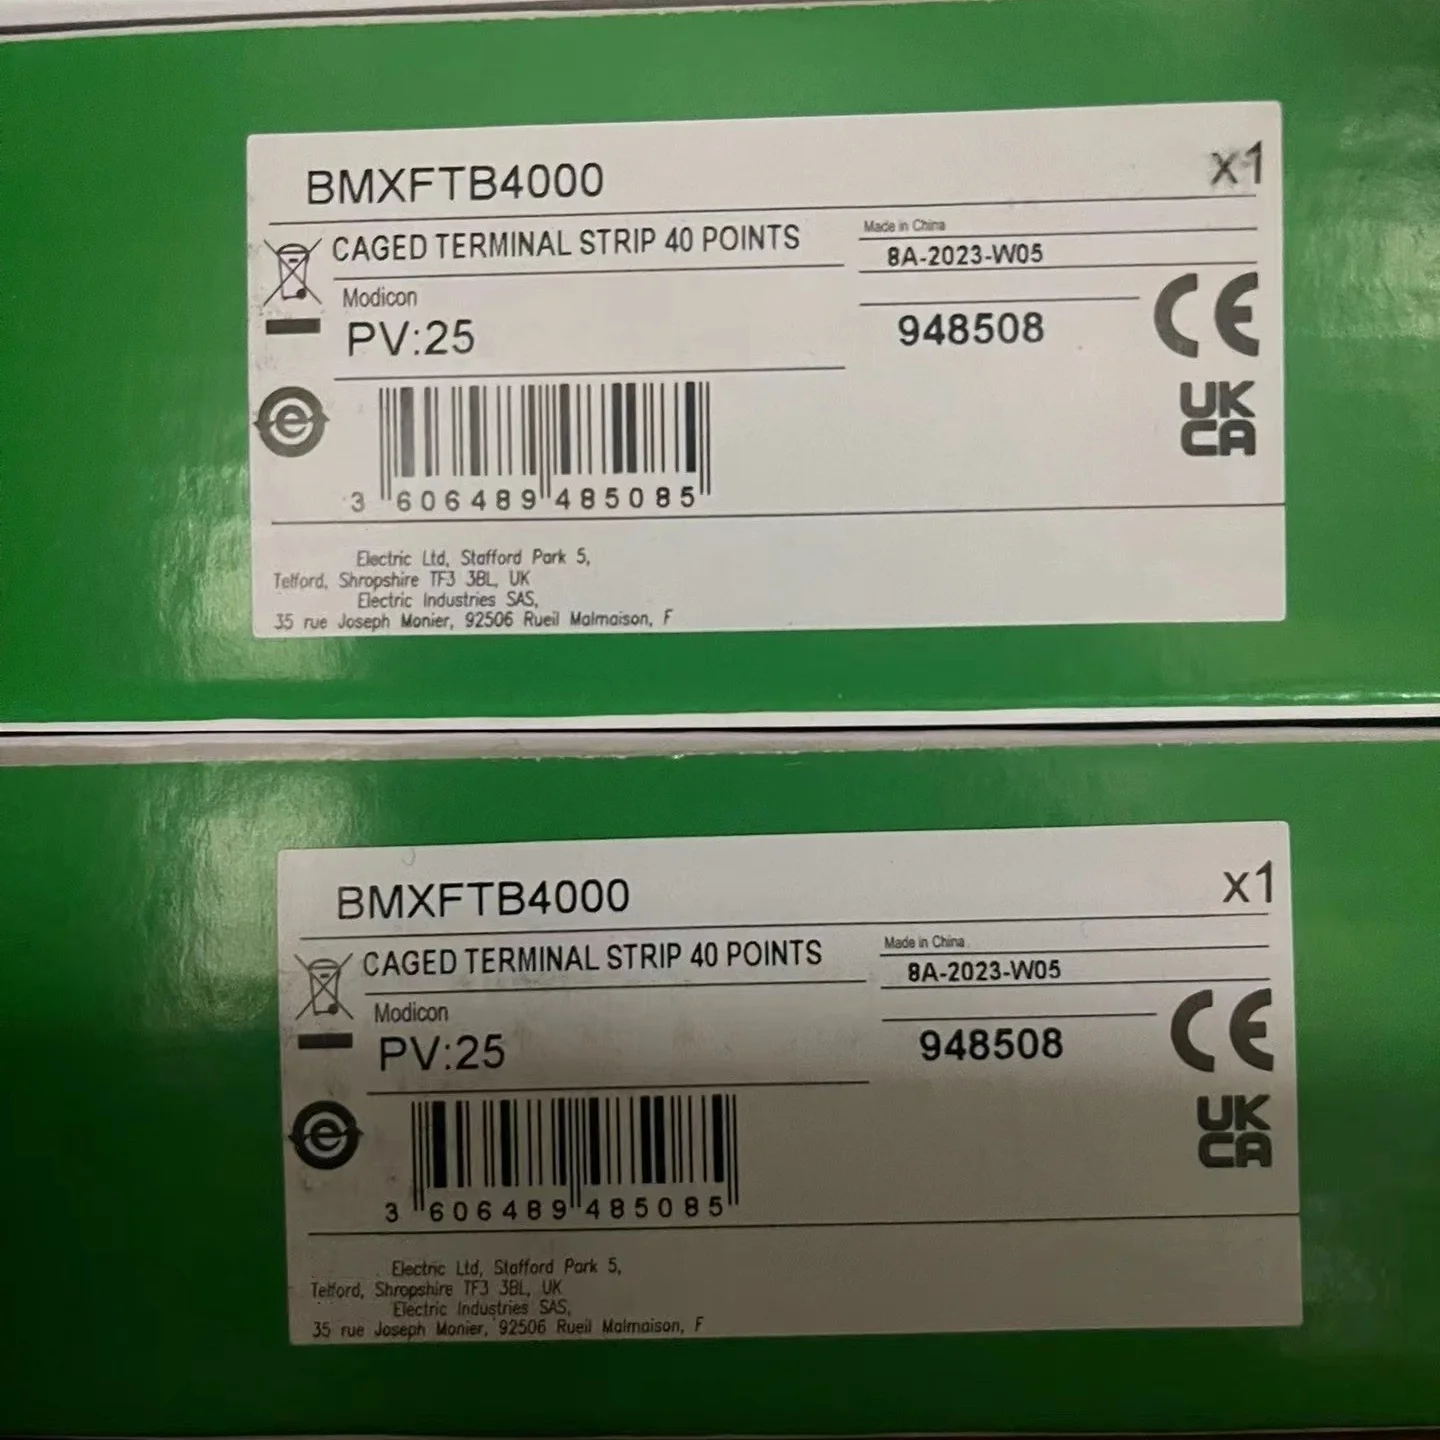 BMXFTB4000 x1
CAGED TERMINAL STRIP 40 POINTS
Made in China
8A-2023-W05
Modicon
PV:25
948508
CE
UK
CA
3 606489 485085
Electric Ltd, Stafford Park 5,
Telford, Shropshire TF3 3BL, UK
Electric Industries SAS,
35 rue Joseph Monier, 92506 Rueil Malmaison, F
BMXFTB4000 x1
CAGED TERMINAL STRIP 40 POINTS
Made in China
8A-2023-W05
Modicon
PV:25
948508
CE
UK
CA
3 606489 485085
Electric Ltd, Stafford Park 5,
Telford, Shropshire TF3 3BL, UK
Electric Industries SAS,
35 rue Joseph Monier, 92506 Rueil Malmaison, F